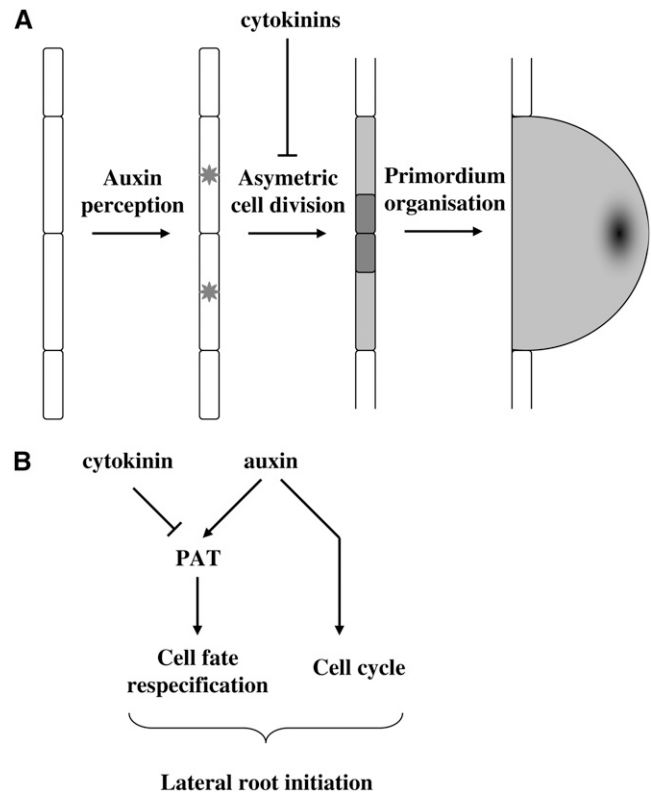 A
cytokinins
Auxin
perception
Asymetric
cell division
Primordium
organisation
B
cytokinin
auxin
PAT
Cell fate
respecification
Cell cycle
Lateral root initiation